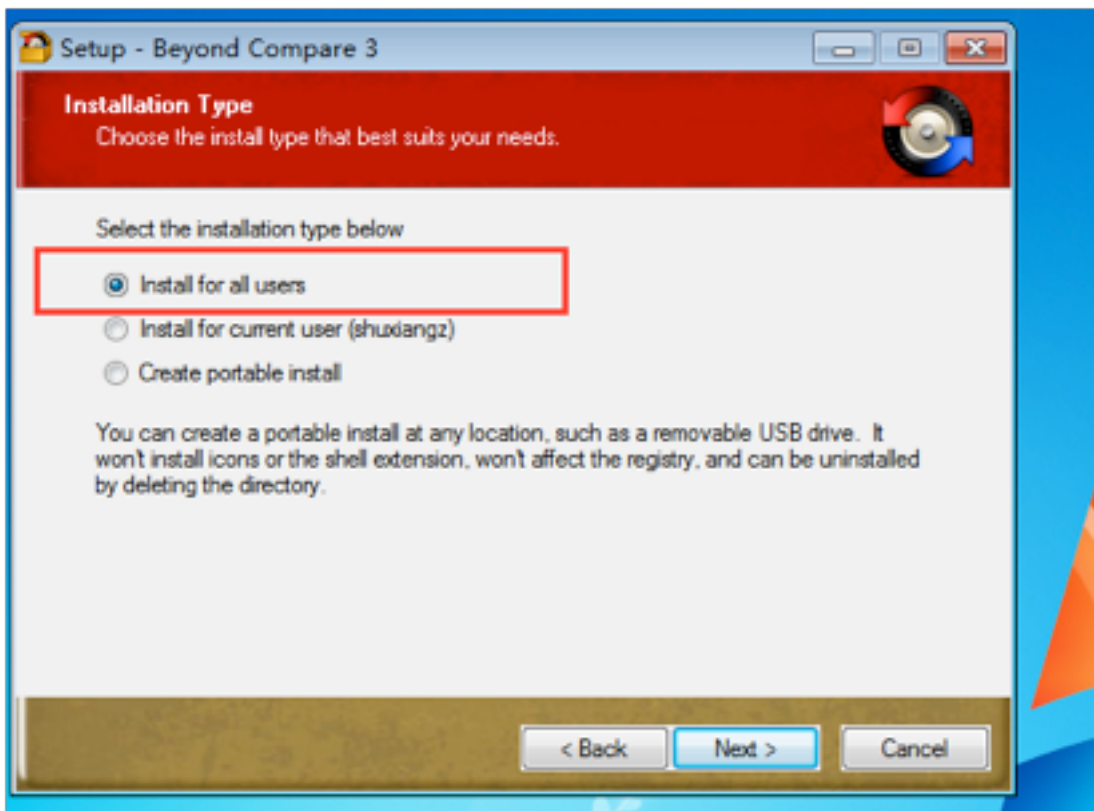 Setup - Beyond Compare 3
Installation Type
Choose the install type that best suits your needs.
Select the installation type below
Install for all users
Install for current user (shuxiangz)
Create portable install
You can create a portable install at any location, such as a removable USB drive. It
won't install icons or the shell extension, won't affect the registry, and can be uninstalled
by deleting the directory.
< Back
Next >
Cancel